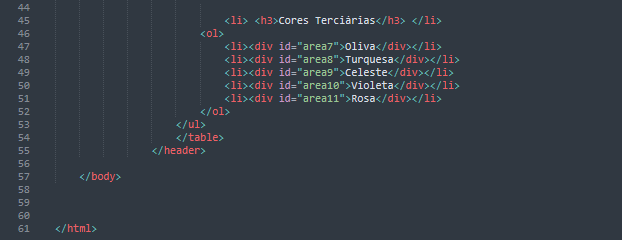 44
45 <li> <h3>Cores Terciárias</h3> </li>
46 <ol>
47 <li><div id="area7">Oliva</div></li>
48 <li><div id="area8">Turquesa</div></li>
49 <li><div id="area9">Celeste</div></li>
50 <li><div id="area10">Violeta</div></li>
51 <li><div id="area11">Rosa</div></li>
52 </ol>
53 </ul>
54 </table>
55 </header>
56
57 </body>
58
59
60
61 </html>